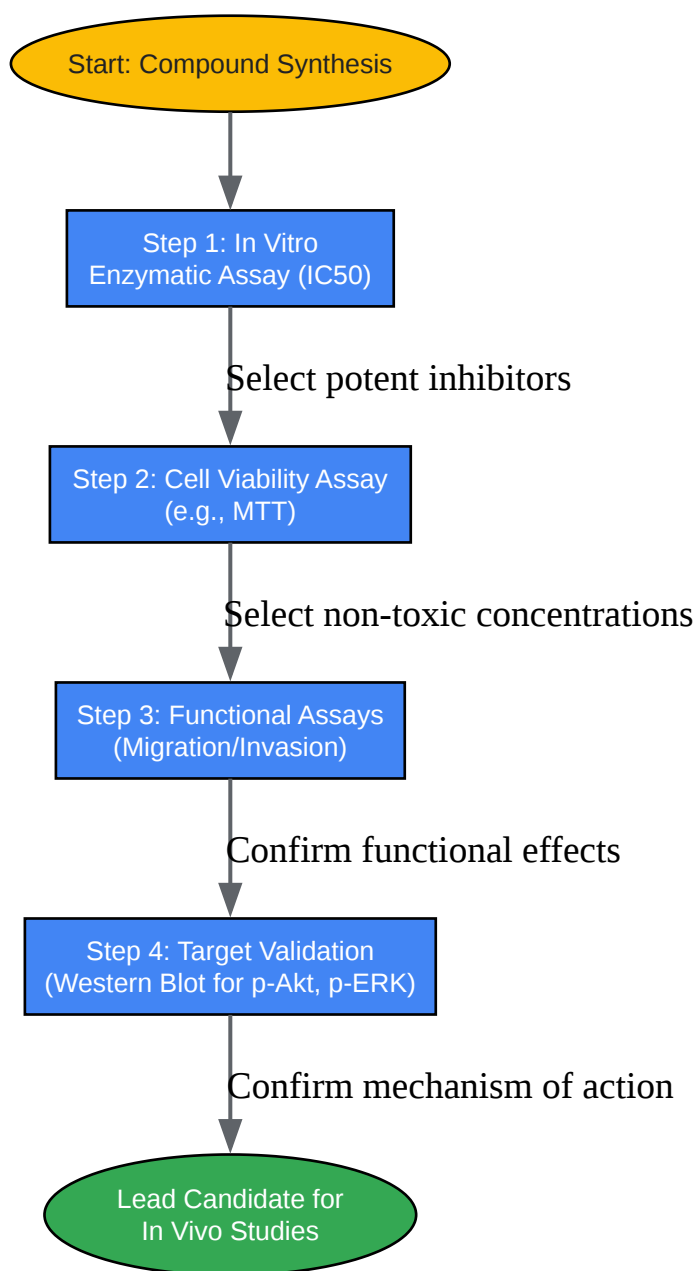 Start: Compound Synthesis
Step 1: In Vitro
Enzymatic Assay (IC50)
Select potent inhibitors
Step 2: Cell Viability Assay
(e.g., MTT)
Select non-toxic concentrations
Step 3: Functional Assays
(Migration/Invasion)
Confirm functional effects
Step 4: Target Validation
(Western Blot for p-Akt, p-ERK)
Confirm mechanism of action
Lead Candidate for
In Vivo Studies